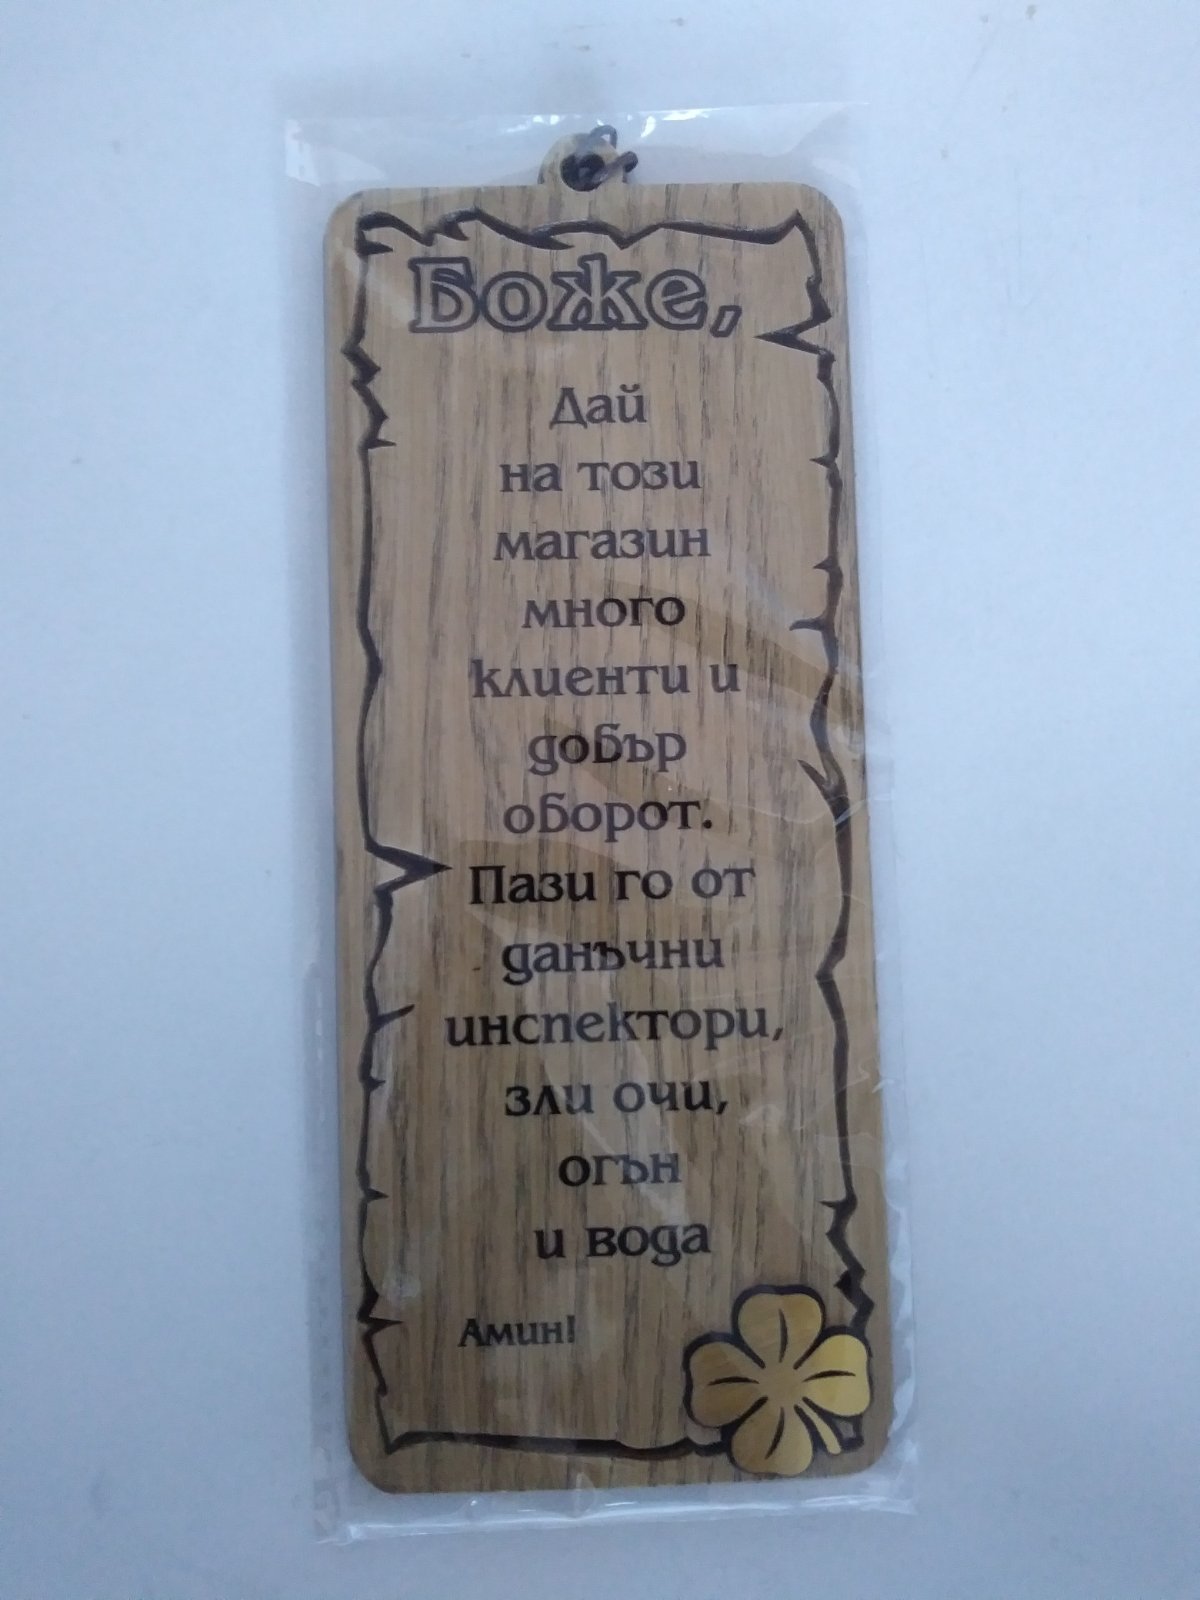 Боже,
Дай
на този
магазин
много
клиенти и
добър
оборот.
Пази го от
данъчни
инспектори,
зли очи,
огън
и вода
Амин!